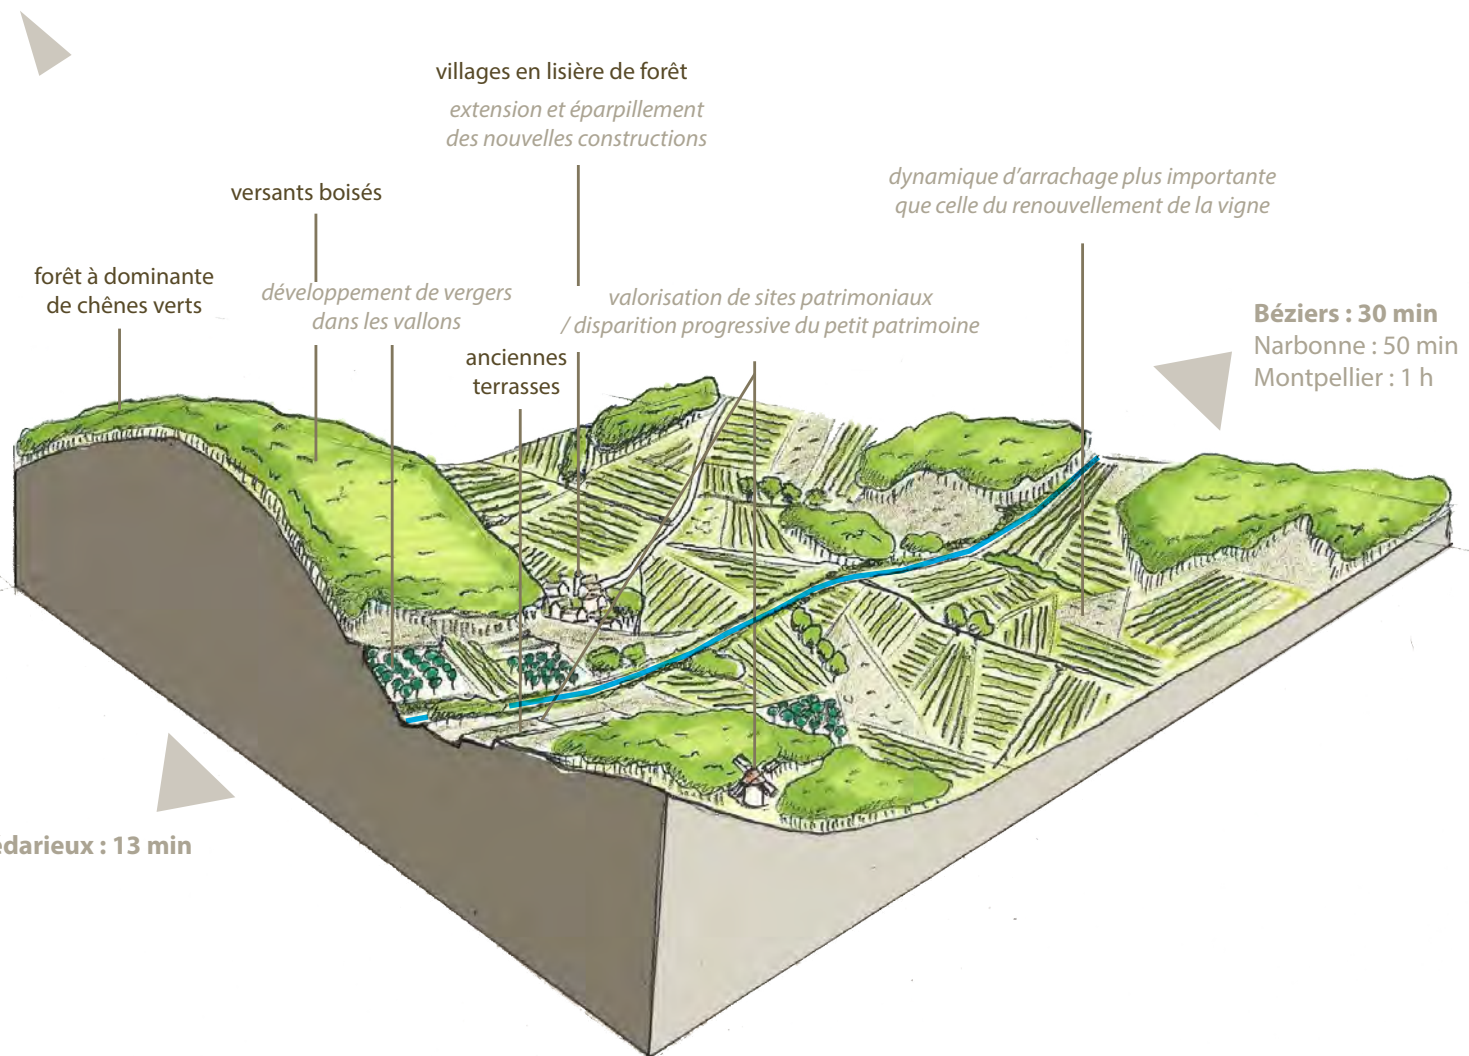 villages en lisière de forêt
extension et éparpillement
des nouvelles constructions
versants boisés
dynamique d'arrachage plus importante
que celle du renouvellement de la vigne
forêt à dominante
de chênes verts
développement de vergers
dans les vallons
valorisation de sites patrimoniaux
/ disparition progressive du petit patrimoine
anciennes
terrasses
Béziers : 30 min
Narbonne : 50 min
Montpellier : 1 h
édarieux : 13 min